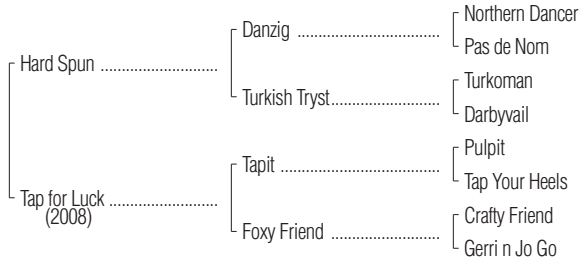 Northern Dancer
Danzig ..............................
Pas de Nom
Hard Spun .........................
Turkoman
Turkish Tryst.......................
Darbyvail
Pulpit
Tapit ..................................
Tap Your Heels
Tap for Luck .......................
(2008)
Crafty Friend
Foxy Friend .......................
Gerri n Jo Go